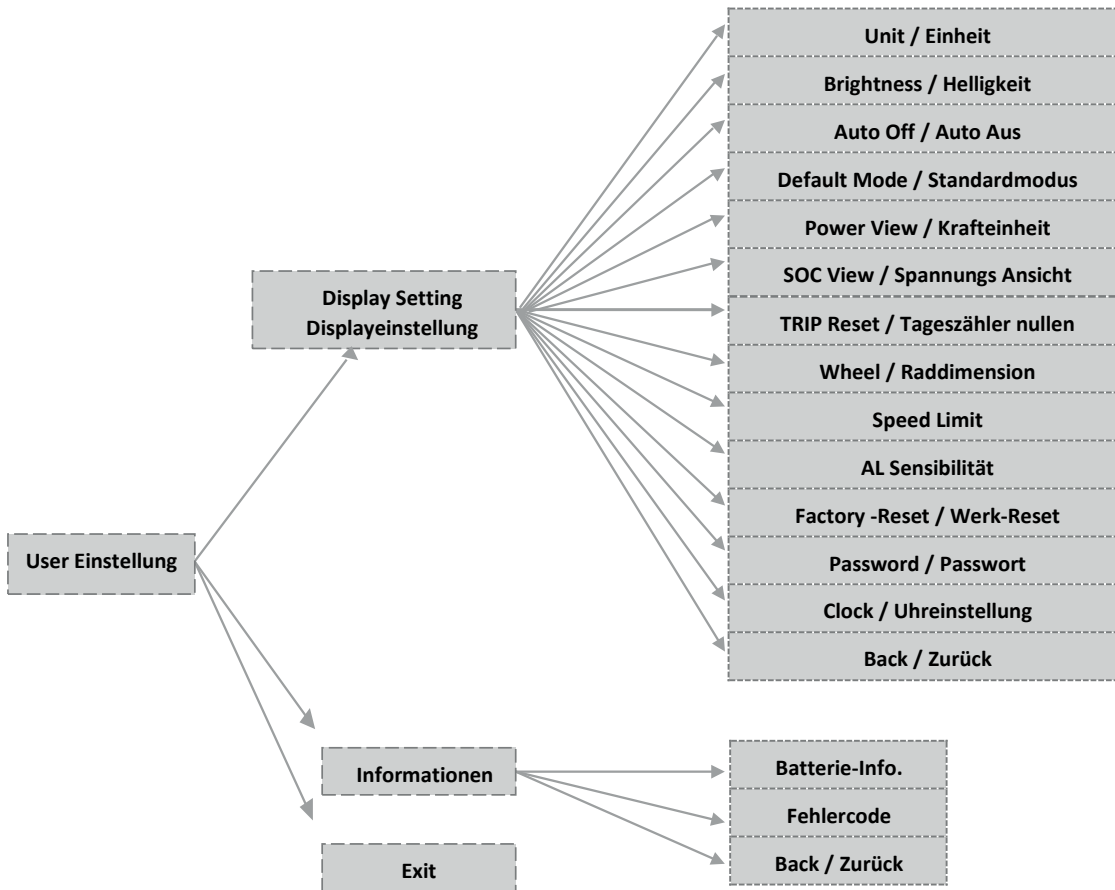 Unit / Einheit
Brightness / Helligkeit
Auto Off / Auto Aus
Default Mode / Standardmodus
Power View / Krafteinheit
SOC View / Spannungs Ansicht
Display Setting
Displayeinstellung
TRIP Reset / Tageszähler nullen
Wheel / Raddimension
Speed Limit
AL Sensibilität
Factory -Reset / Werk-Reset
User Einstellung
Password / Passwort
Clock / Uhreinstellung
Back / Zurück
Informationen
Batterie-Info.
Fehlercode
Back / Zurück
Exit